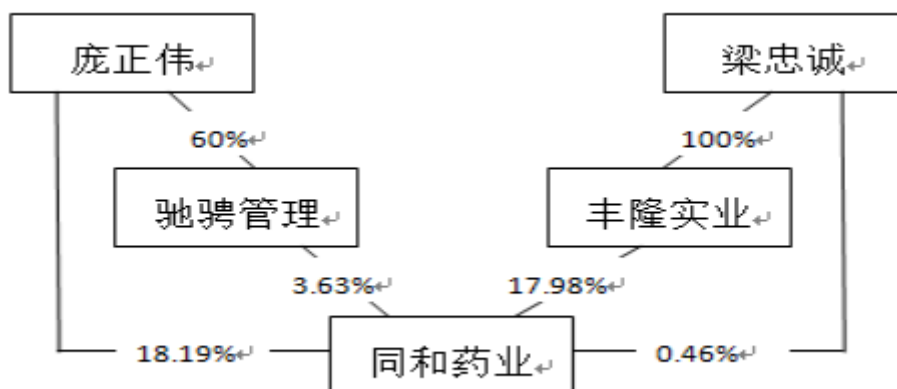 庞正伟
梁忠诚
60%
100%
驰骋管理
丰隆实业
3.63%
17.98%
18.19%
同和药业
0.46%